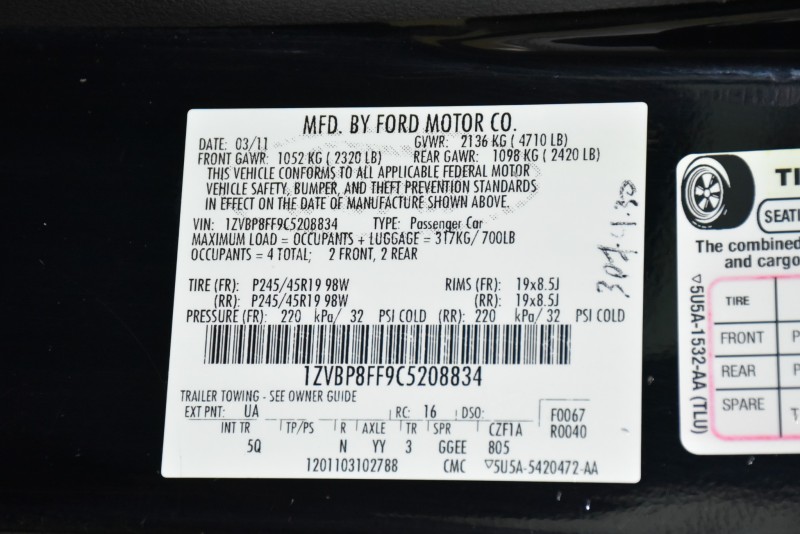 MFD. BY FORD MOTOR CO.
DATE: 03/11 GVWR: 2136 KG ( 4710 LB)
FRONT GAWR: 1052 KG ( 2320 LB) REAR GAWR: 1098 KG ( 2420 LB)
THIS VEHICLE CONFORMS TO ALL APPLICABLE FEDERAL MOTOR
VEHICLE SAFETY, BUMPER, AND THEFT PREVENTION STANDARDS
IN EFFECT ON THE DATE OF MANUFACTURE SHOWN ABOVE.
VIN: 1ZVBP8FF9C5208834 TYPE: Passenger Car
MAXIMUM LOAD = OCCUPANTS + LUGGAGE = 317KG/ 700LB
OCCUPANTS = 4 TOTAL; 2 FRONT, 2 REAR
TIRE (FR): P245/45R19 98W RIMS (FR): 19x8.5J
(RR): P245/45R19 98W (RR): 19x8.5J
PRESSURE (FR): 220 kPa/ 32 PSI COLD (RR): 220 kPa/ 32 PSI COLD
1ZVBP8FF9C5208834
TRAILER TOWING - SEE OWNER GUIDE
EXT PNT: UA RC: 16 DSO: F0067
INT TR TP/PS R AXLE TR SPR CZF1A R0040
5Q N YY 3 GGEE 805
1201103102788 CMC ▽5U5A-5420472-AA
TI
SEATI
The combined
and cargo
TIRE
FRONT P
REAR P
SPARE T
▽5U5A-1532-AA (TLU)